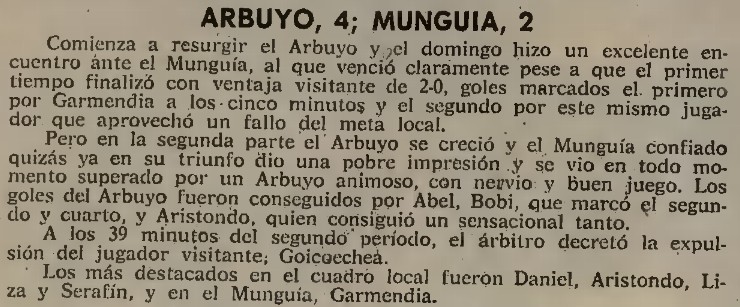 ARBUYO, 4; MUNGUIA, 2
Comienza a resurgir el Arbuyo y el domingo hizo un excelente en-
cuentro ante el Munguía, al que venció claramente pese a que el primer
tiempo finalizó con ventaja visitante de 2-0, goles marcados el primero
por Garmendia a los cinco minutos y el segundo por este mismo juga-
dor que aprovechó un fallo del meta local.
Pero en la segunda parte el Arbuyo se creció y el Munguía confiado
quizás ya en su triunfo dio una pobre impresión y se vio en todo mo-
mento superado por un Arbuyo animoso, con nervio y buen juego. Los
goles del Arbuyo fueron conseguidos por Abel, Bobi, que marcó el segun-
do y cuarto, y Aristondo, quien consiguió un sensacional tanto.
A los 39 minutos del segundo período, el árbitro decretó la expul-
sión del jugador visitante; Goicoechea.
Los más destacados en el cuadro local fueron Daniel, Aristondo, Li-
za y Serafín, y en el Munguía, Garmendia.